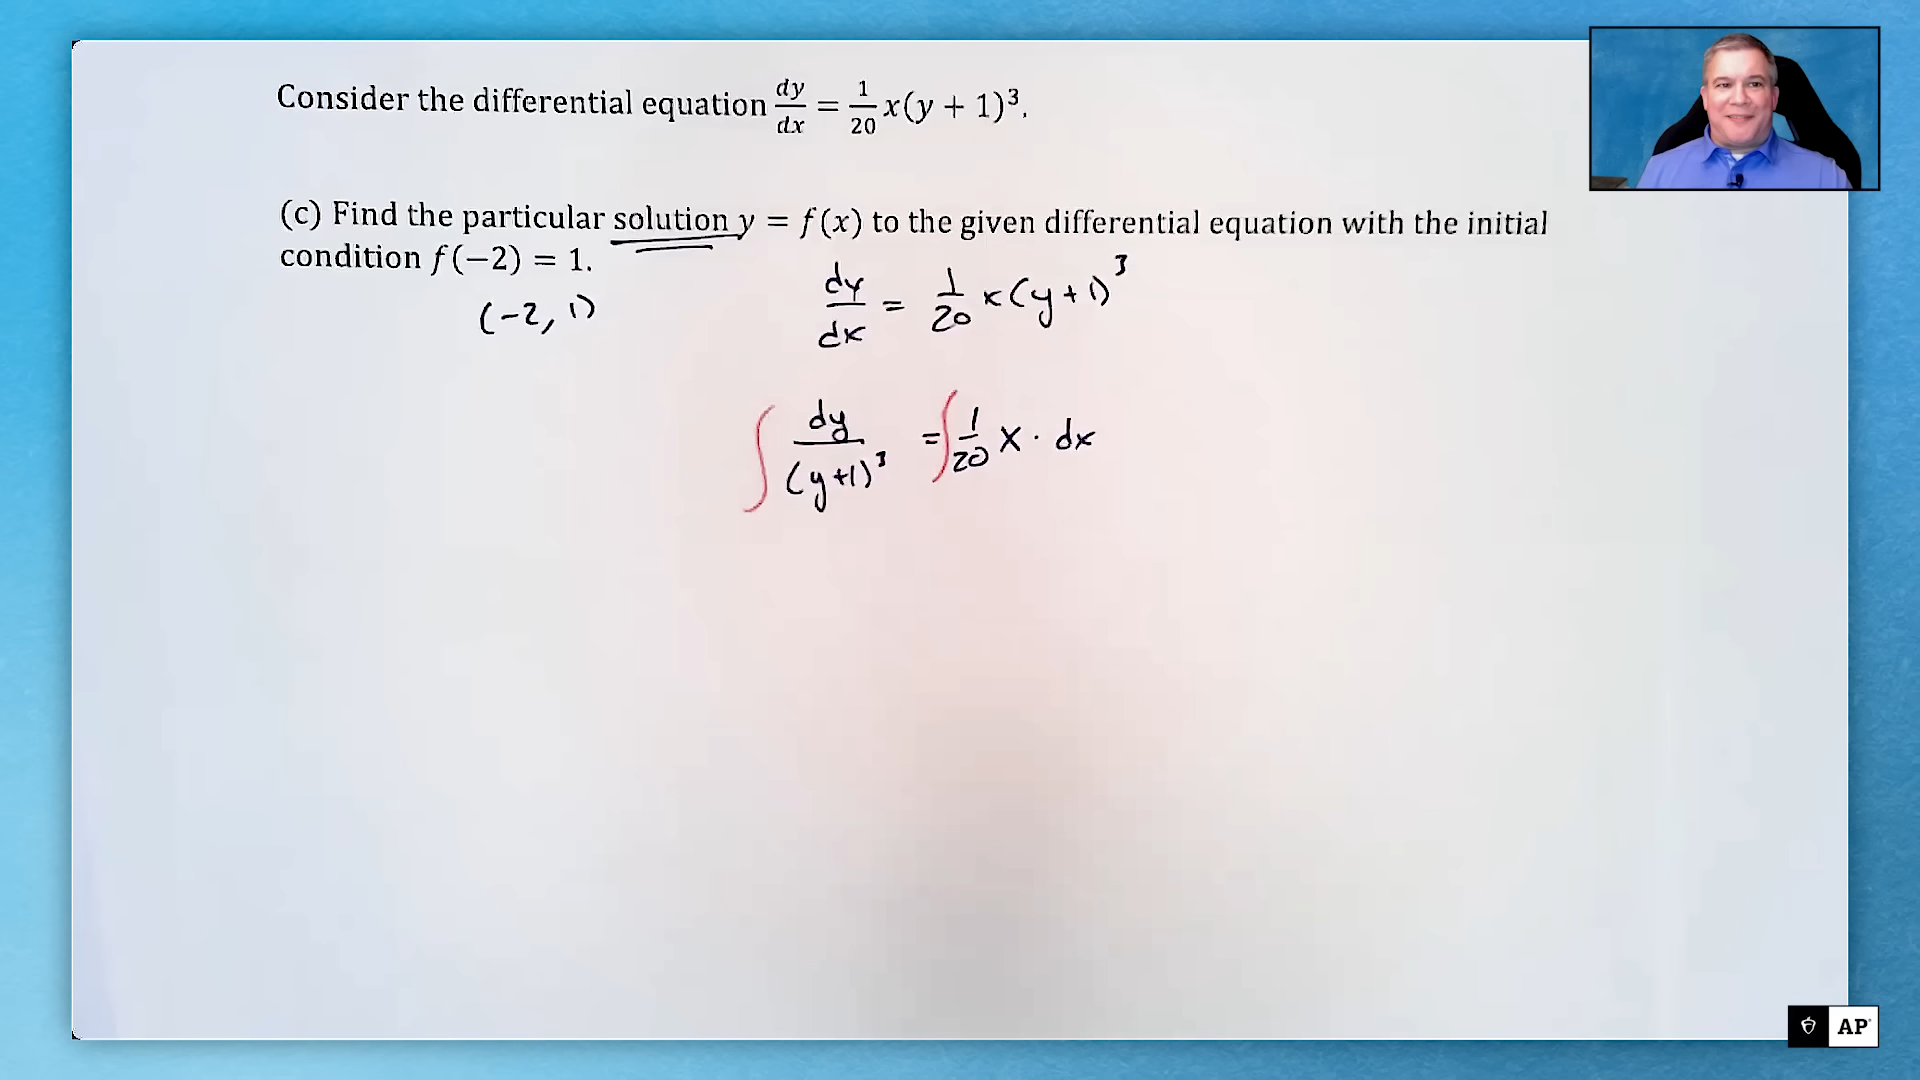 Consider the differential equation dy/dx = 1/20 x(y + 1)³.
(c) Find the particular solution y = f(x) to the given differential equation with the initial
condition f(−2) = 1.
(-2, 1)
dy/dx = 1/20 x(y+1)³
∫ dy/(y+1)³ = ∫ 1/20 x · dx
AP